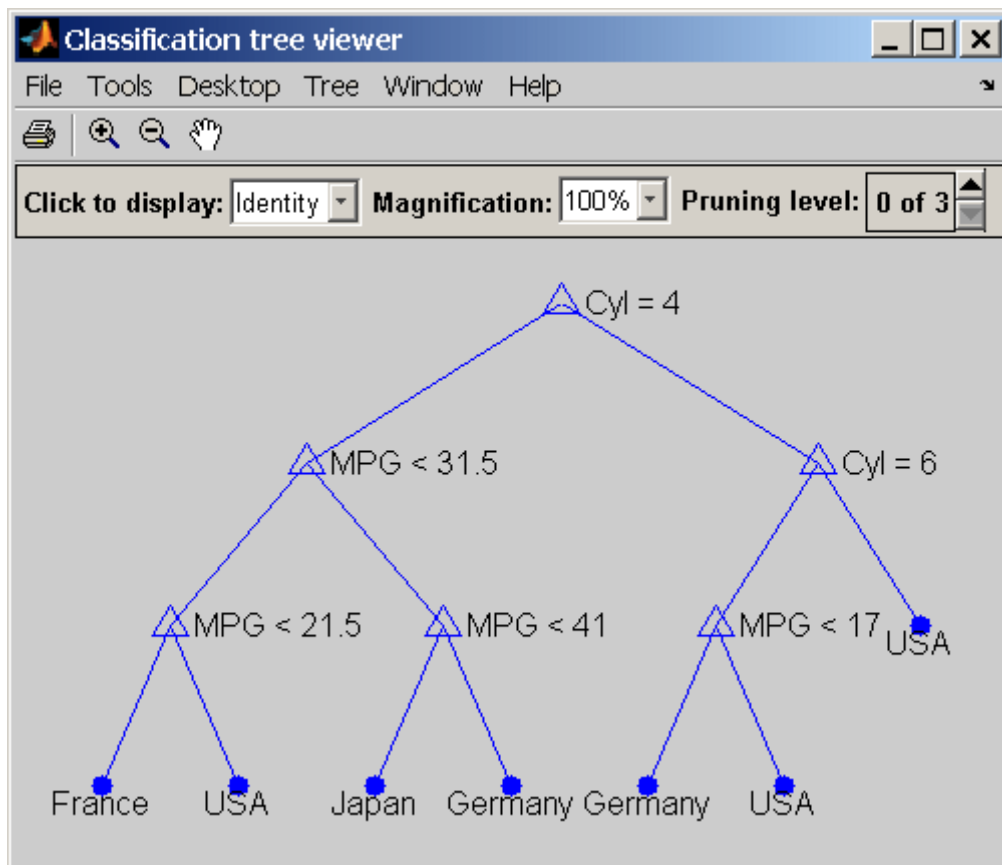 Classification tree viewer
File Tools Desktop Tree Window Help
Click to display: Identity Magnification: 100% Pruning level: 0 of 3
Cyl = 4
MPG < 31.5 Cyl = 6
MPG < 21.5 MPG < 41 MPG < 17
USA
France USA Japan Germany Germany USA